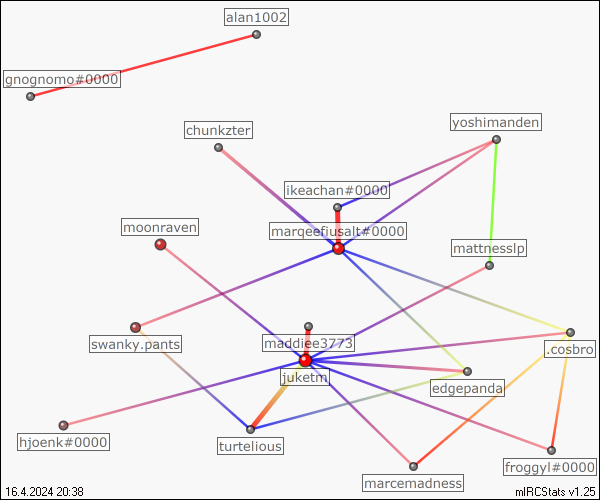 alan1002
gnognomo#0000
yoshimanden
chunkzter
ikeachan#0000
moonraven
marqeefiusalt#0000
mattnesslp
swanky.pants
maddiee3773
.cosbro
juketm
edgepanda
hjoenk#0000
turtelious
froggyl#0000
marcemadness
16.4.2024 20:38
mIRCStats v1.25